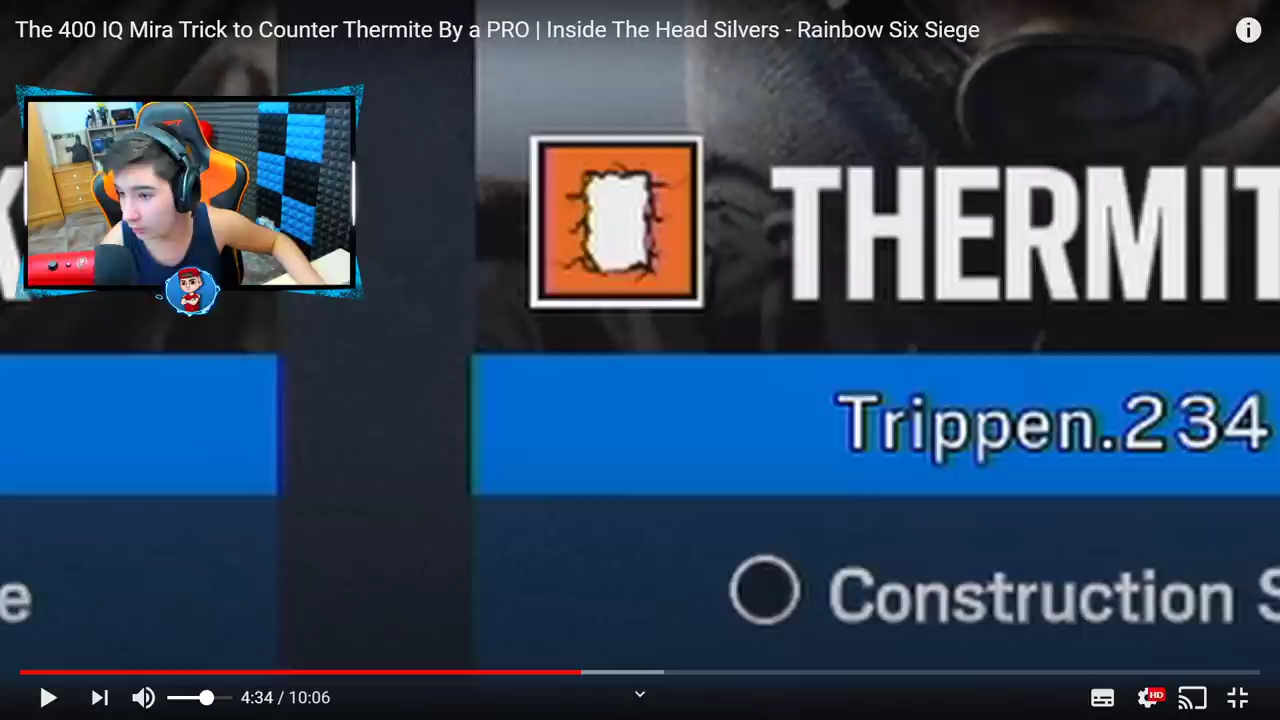 The 400 IQ Mira Trick to Counter Thermite By a PRO | Inside The Head Silvers - Rainbow Six Siege
THERMIT
Trippen.234
e
Construction S
4:34 / 10:06
HD